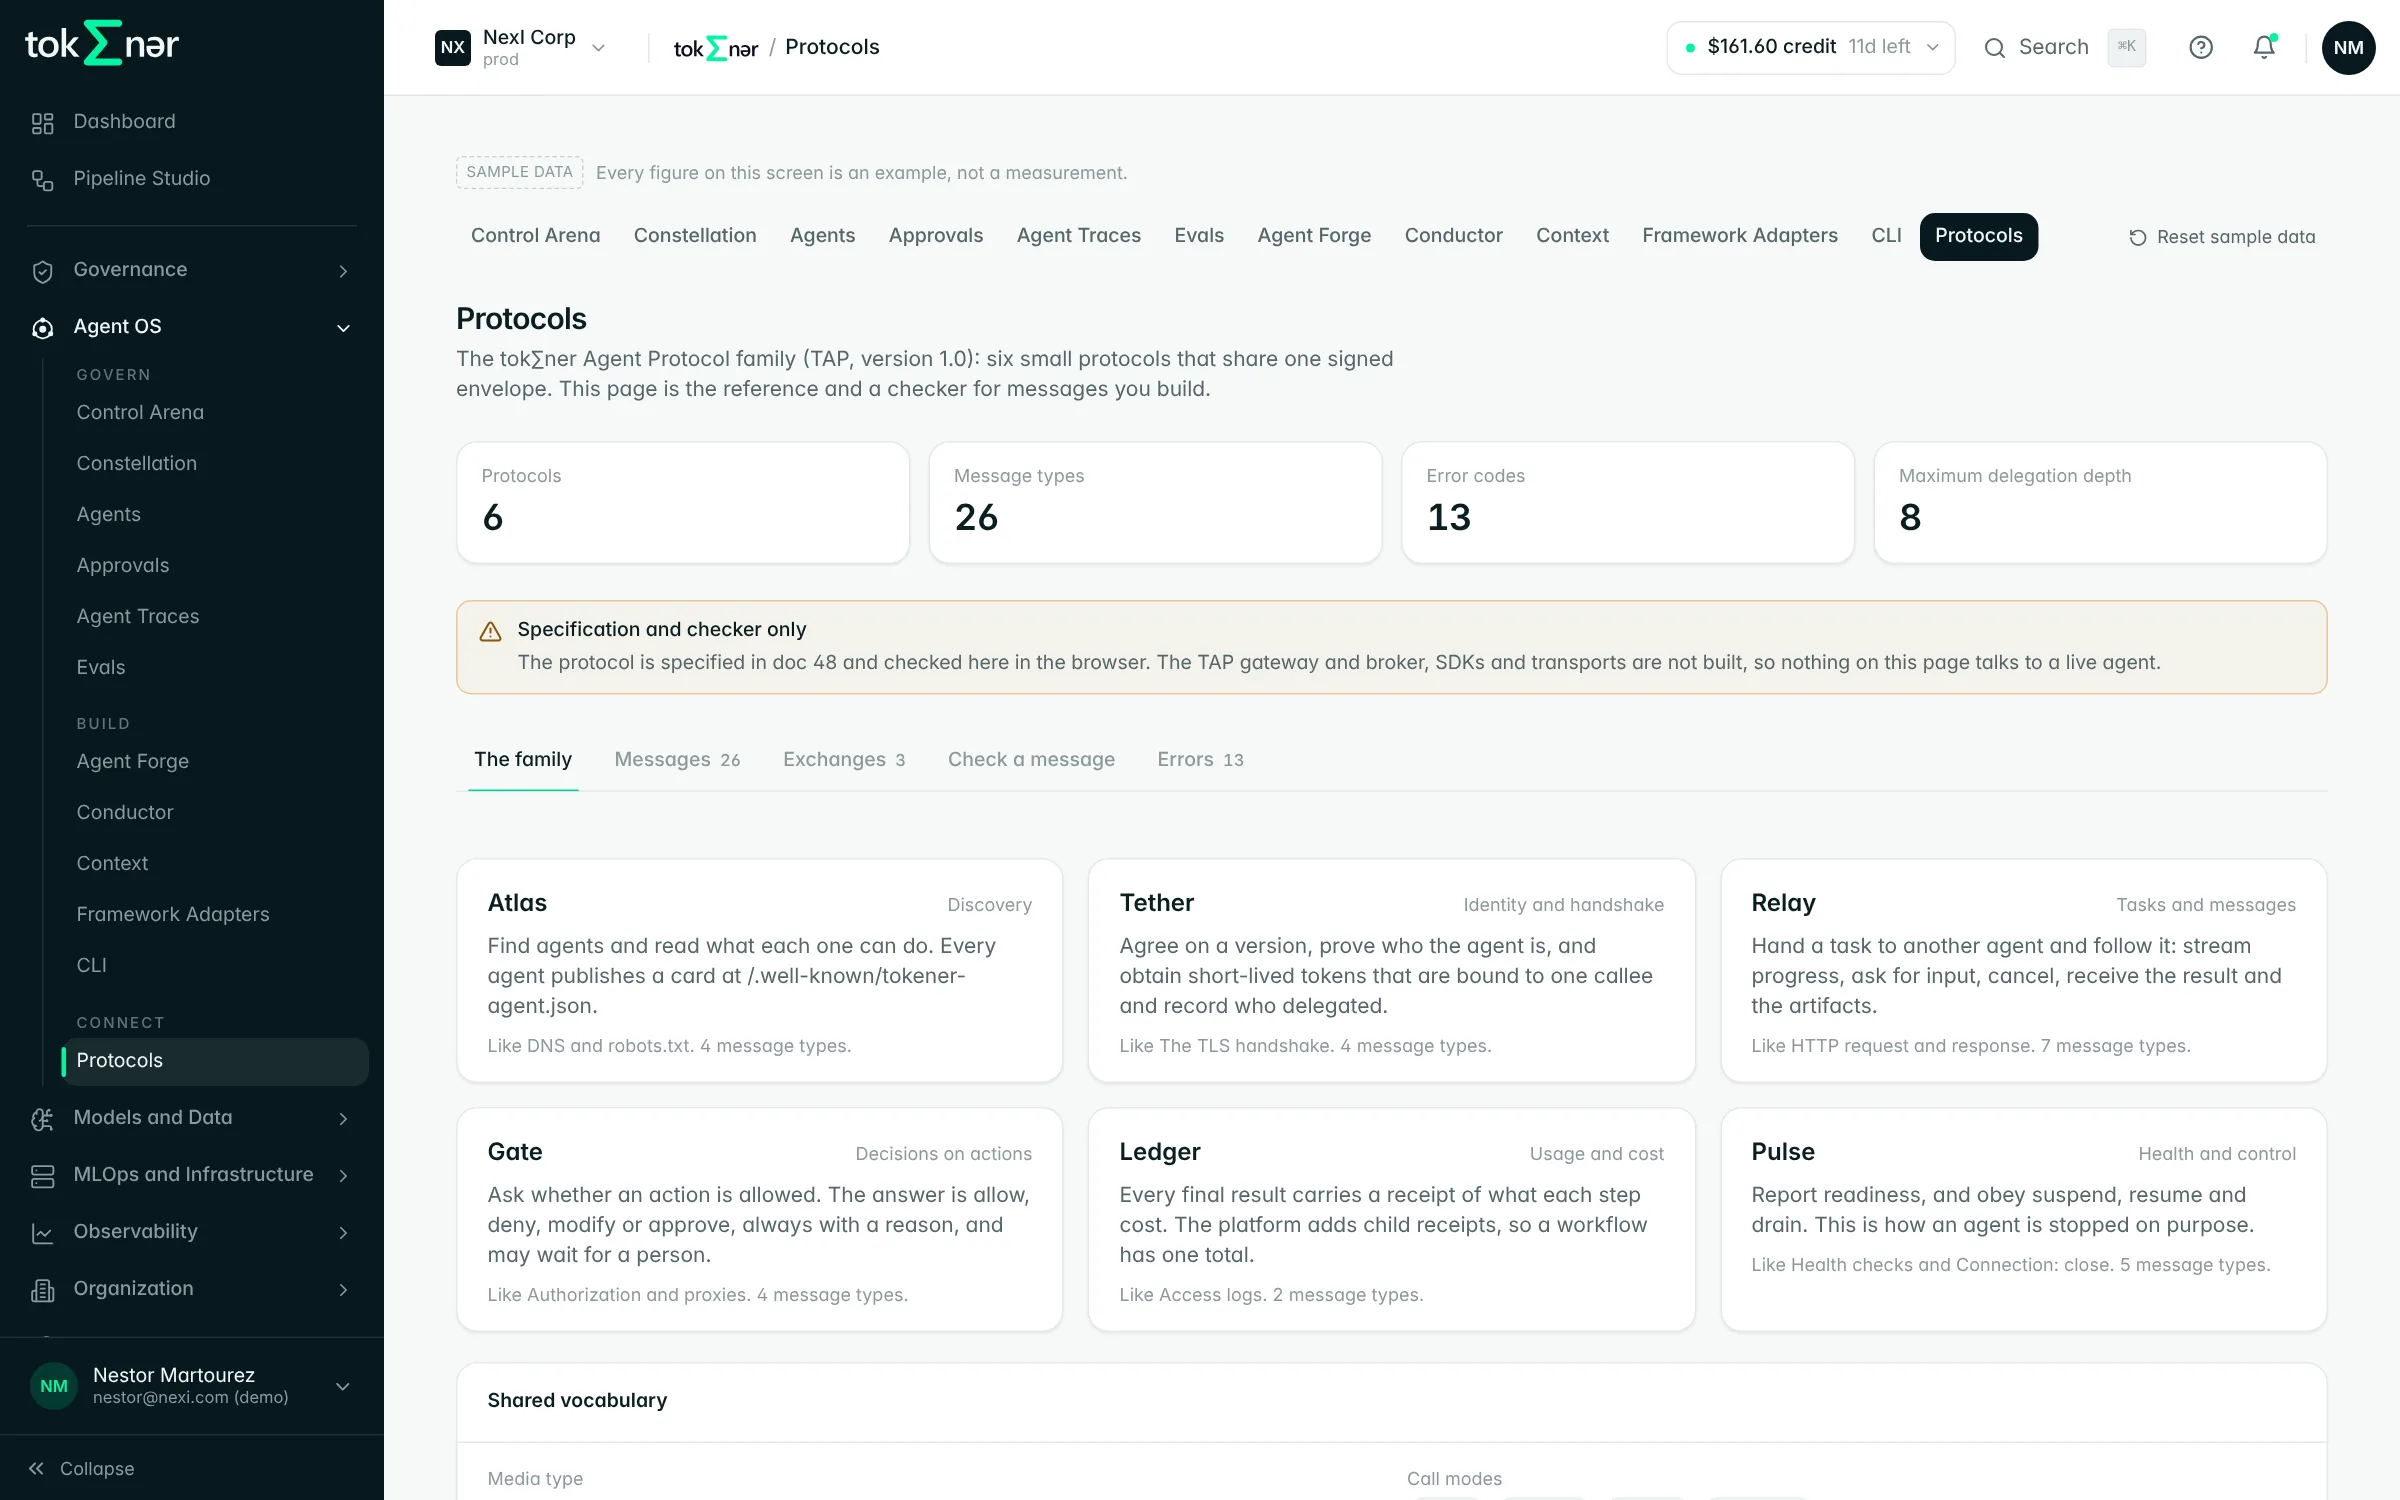 tok∑nər
Dashboard
Pipeline Studio
Governance
Agent OS
GOVERN
Control Arena
Constellation
Agents
Approvals
Agent Traces
Evals
BUILD
Agent Forge
Conductor
Context
Framework Adapters
CLI
CONNECT
Protocols
Models and Data
MLOps and Infrastructure
Observability
Organization
NM
Nestor Martourez
nestor@nexi.com (demo)
Collapse
NX
Nexl Corp
prod
tok∑nər / Protocols
$161.60 credit 11d left
Search ⌘K
NM
SAMPLE DATA Every figure on this screen is an example, not a measurement.
Control Arena Constellation Agents Approvals Agent Traces Evals Agent Forge Conductor Context Framework Adapters CLI Protocols Reset sample data
Protocols
The tok∑ner Agent Protocol family (TAP, version 1.0): six small protocols that share one signed
envelope. This page is the reference and a checker for messages you build.
Protocols
6
Message types
26
Error codes
13
Maximum delegation depth
8
Specification and checker only
The protocol is specified in doc 48 and checked here in the browser. The TAP gateway and broker, SDKs and transports are not built, so nothing on this page talks to a live agent.
The family Messages 26 Exchanges 3 Check a message Errors 13
Atlas Discovery
Find agents and read what each one can do. Every
agent publishes a card at /.well-known/tokener-
agent.json.
Like DNS and robots.txt. 4 message types.
Tether Identity and handshake
Agree on a version, prove who the agent is, and
obtain short-lived tokens that are bound to one callee
and record who delegated.
Like The TLS handshake. 4 message types.
Relay Tasks and messages
Hand a task to another agent and follow it: stream
progress, ask for input, cancel, receive the result and
the artifacts.
Like HTTP request and response. 7 message types.
Gate Decisions on actions
Ask whether an action is allowed. The answer is allow,
deny, modify or approve, always with a reason, and
may wait for a person.
Like Authorization and proxies. 4 message types.
Ledger Usage and cost
Every final result carries a receipt of what each step
cost. The platform adds child receipts, so a workflow
has one total.
Like Access logs. 2 message types.
Pulse Health and control
Report readiness, and obey suspend, resume and
drain. This is how an agent is stopped on purpose.
Like Health checks and Connection: close. 5 message types.
Shared vocabulary
Media type
Call modes